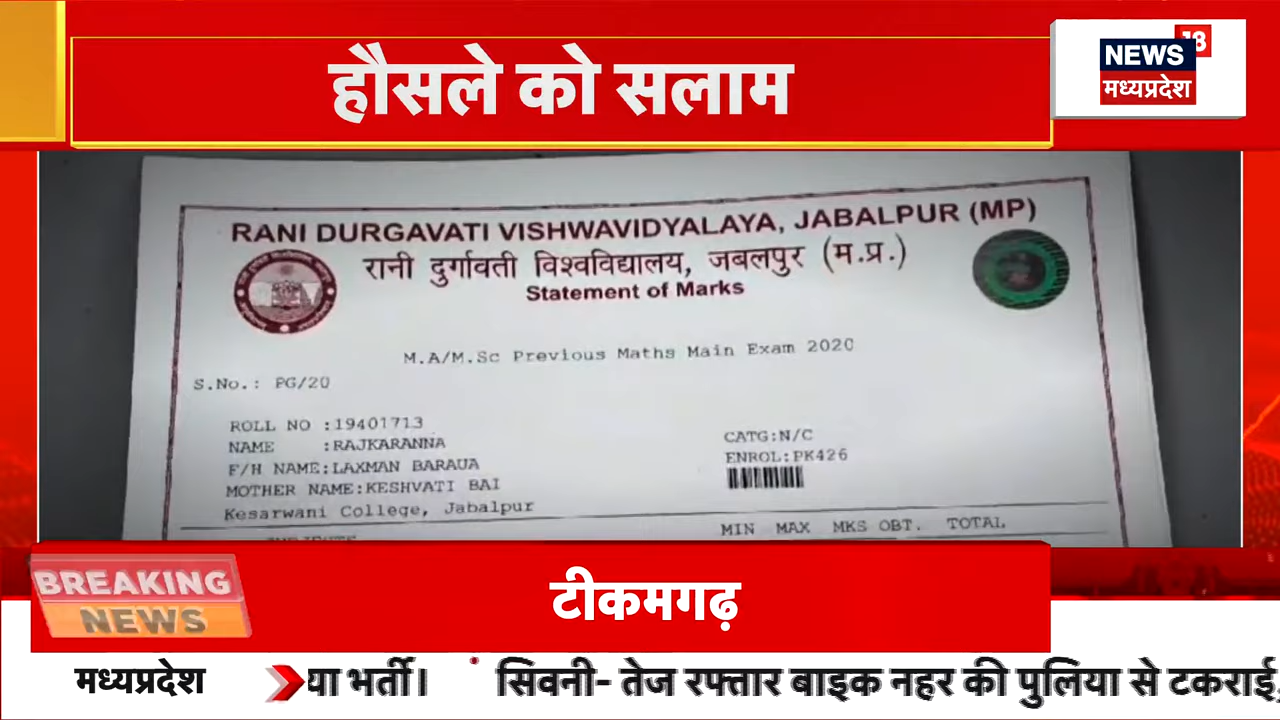 हौसले को सलाम
NEWS 18
मध्यप्रदेश
RANI DURGAVATI VISHWAVIDYALAYA, JABALPUR (MP)
रानी दुर्गावती विश्वविद्यालय, जबलपुर (म.प्र.)
Statement of Marks
M.A/M.Sc Previous Maths Main Exam 2020
S.No.: PG/20
ROLL NO :19401713
NAME :RAJKARANNA
CATG:N/C
F/H NAME:LAXMAN BARAUA
ENROL:PK426
MOTHER NAME:KESHVATI BAI
Kesarwani College, Jabalpur
MIN MAX MKS OBT. TOTAL
BREAKING
NEWS
टीकमगढ़
मध्यप्रदेश
या भर्ती। सिवनी- तेज रफ्तार बाइक नहर की पुलिया से टकराई,